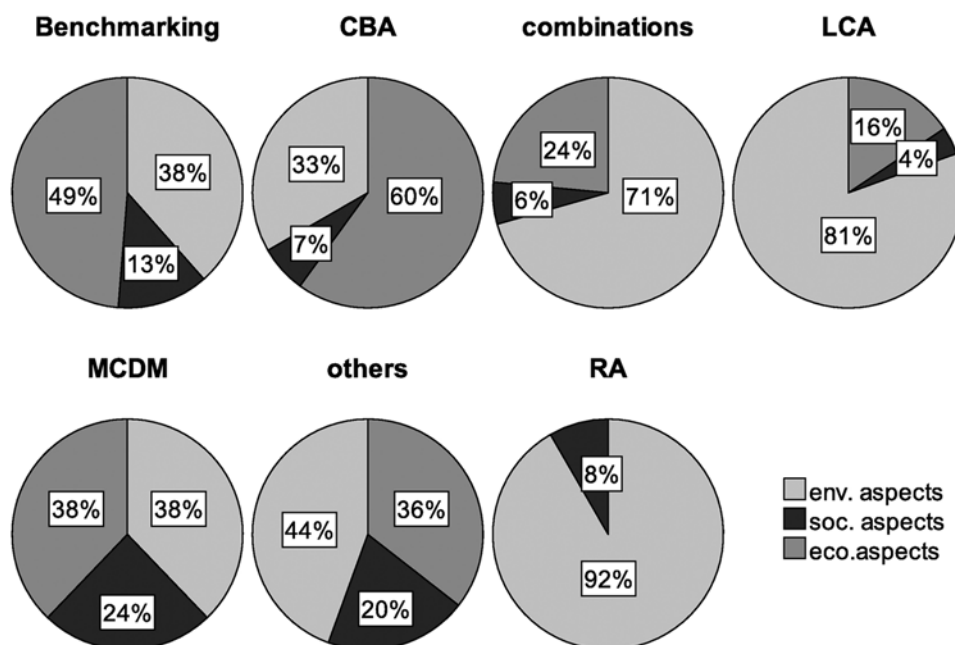 Benchmarking
CBA
combinations
LCA
49%
38%
13%
33%
60%
7%
24%
6%
71%
16%
4%
81%
MCDM
others
RA
38%
38%
24%
44%
36%
20%
8%
92%
env. aspects
soc. aspects
eco.aspects